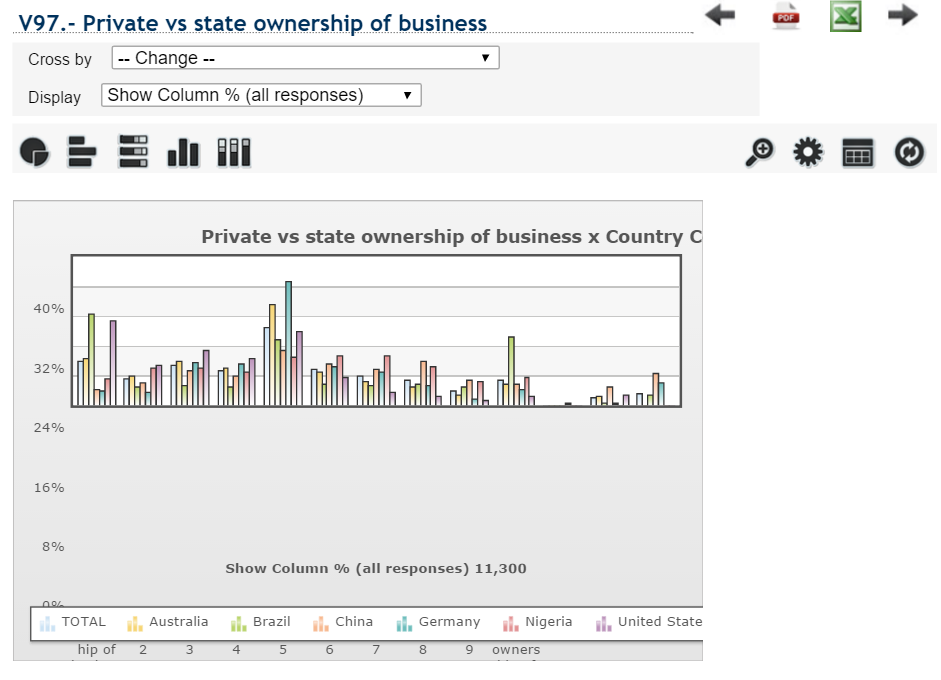 V97.- Private vs state ownership of business
PDF
Cross by -- Change --
Display Show Column % (all responses)
Private vs state ownership of business x Country C
40%
32%
24%
16%
8%
Show Column % (all responses) 11,300
0%
TOTAL Australia Brazil China Germany Nigeria United State
hip of 2 3 4 5 6 7 8 9 owners